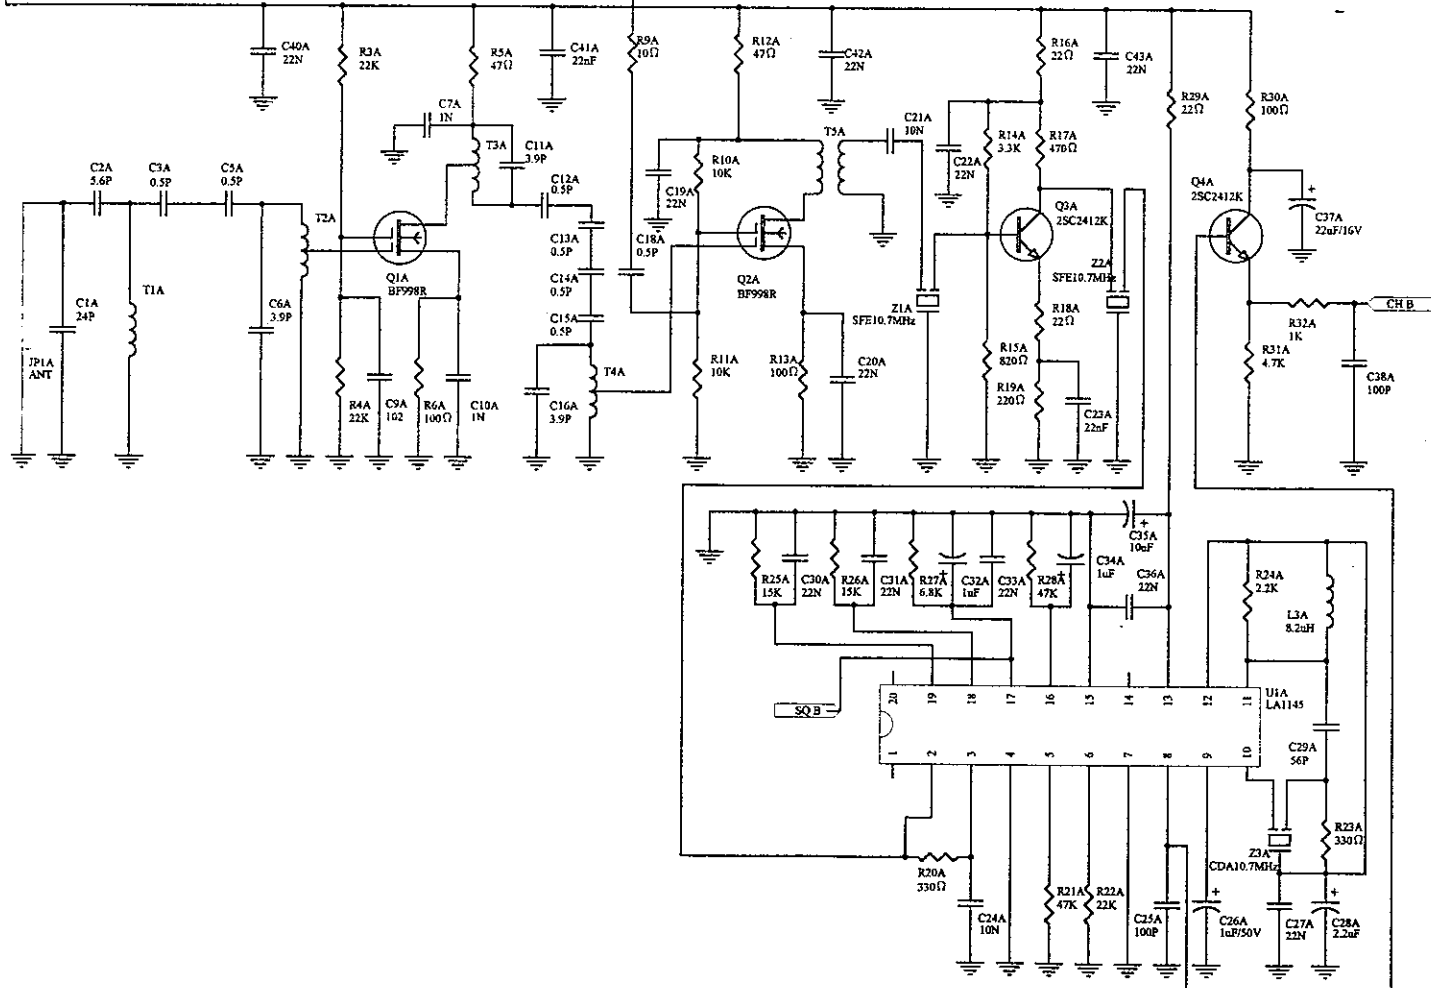 C40A
22N
R3A
22K
R5A
47Ω
C41A
22nF
R9A
10Ω
R12A
47Ω
C42A
22N
R16A
22Ω
C43A
22N
R29A
22Ω
R30A
100Ω
C7A
1N
T3A
C11A
3.9P
C2A
5.6P
C3A
0.5P
C5A
0.5P
C12A
0.5P
T2A
C13A
0.5P
C14A
0.5P
C15A
0.5P
C18A
0.5P
R10A
10K
C19A
22N
T5A
C21A
10N
C22A
22N
R14A
3.3K
R17A
470Ω
Q3A
2SC2412K
Q4A
2SC2412K
C37A
22uF/16V
Q1A
BF998R
Q2A
BF998R
Z1A
SFE10.7MHz
Z2A
SFE10.7MHz
C1A
24P
T1A
C6A
3.9P
JP1A
ANT
R4A
22K
C9A
102
R6A
100Ω
C10A
1N
C16A
3.9P
T4A
R11A
10K
R13A
100Ω
C20A
22N
R15A
820Ω
R18A
22Ω
R19A
220Ω
C23A
22nF
R31A
4.7K
R32A
1K
CH B
C38A
100P
R25A
15K
C30A
22N
R26A
15K
C31A
22N
R27A
6.8K
+
C32A
1uF
C33A
22N
R28A
47K
+
C34A
1uF
C35A
+
10uF
C36A
22N
R24A
2.2K
L3A
8.2uH
SQ B
20 19 18 17 16 15 14 13 12 11
1 2 3 4 5 6 7 8 9 10
U1A
LA1145
C29A
56P
R20A
330Ω
C24A
10N
R21A
47K
R22A
22K
C25A
100P
+
C26A
1uF/50V
Z3A
CDA10.7MHz
R23A
330Ω
C27A
22N
+
C28A
2.2uF